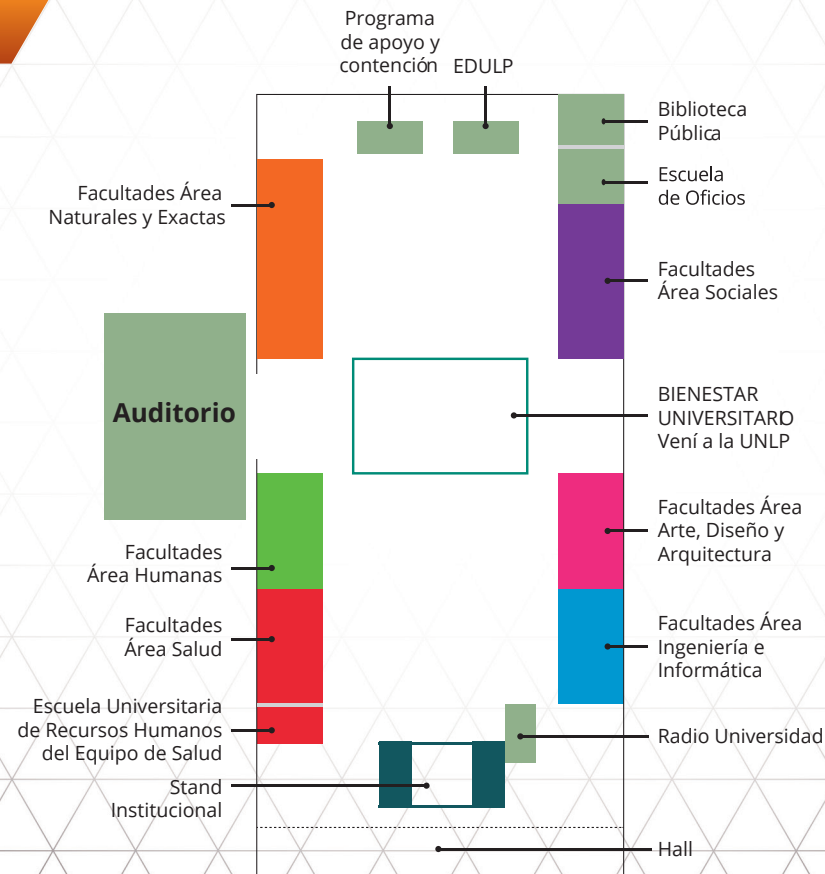 Programa
de apoyo y
contención
EDULP
Biblioteca
Pública
Escuela
de Oficios
Facultades Área
Naturales y Exactas
Facultades
Área Sociales
Auditorio
BIENESTAR
UNIVERSITARIO
Vení a la UNLP
Facultades Área
Arte, Diseño y
Arquitectura
Facultades
Área Humanas
Facultades
Área Salud
Facultades Área
Ingeniería e
Informática
Escuela Universitaria
de Recursos Humanos
del Equipo de Salud
Radio Universidad
Stand
Institucional
Hall